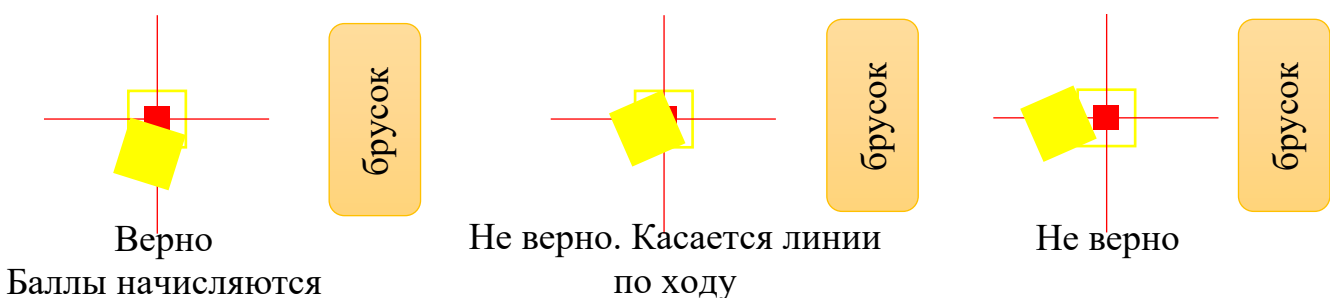 брусок
Верно
Баллы начисляются
брусок
Не верно. Касается линии
по ходу
брусок
Не верно